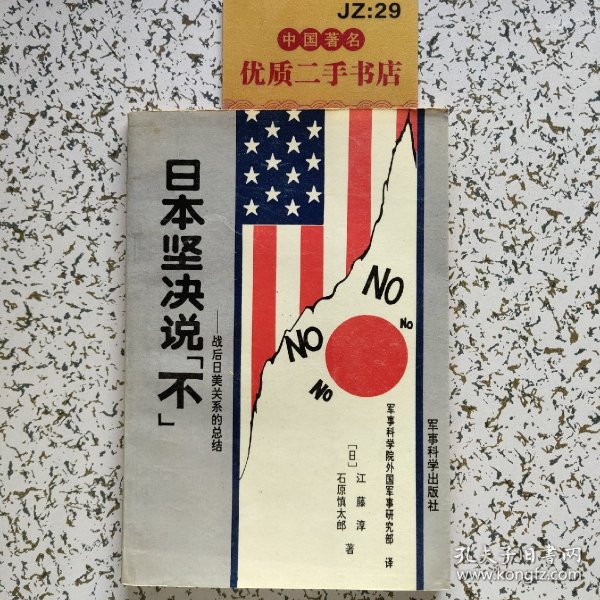 JZ:29
中国著名
优质二手书店
日本坚决说「不」
——战后日美关系的总结
NO
No
NO
No
军事科学出版社
军事科学院外国军事研究部 译
[日] 江藤淳
石原慎太郎 著
孔夫子旧书网
www.kongfz.com